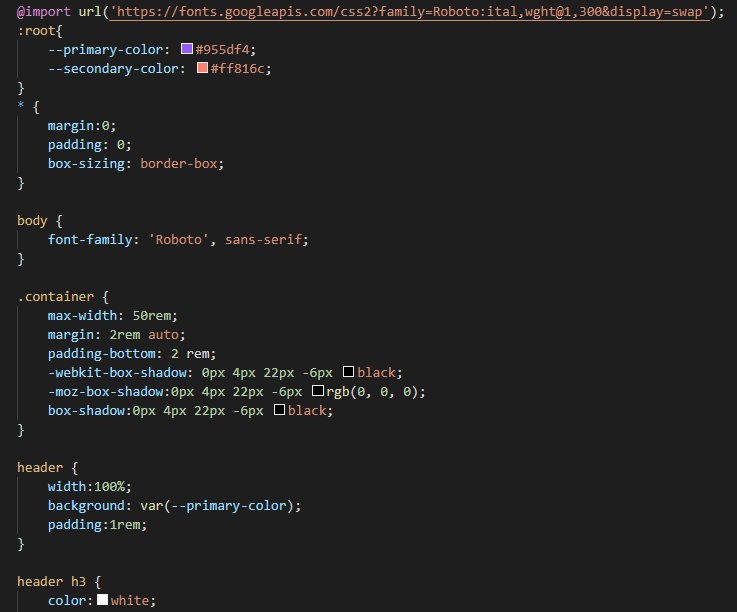 @import url('https://fonts.googleapis.com/css2?family=Roboto:ital,wght@1,300&display=swap');
:root{
--primary-color: #955df4;
--secondary-color: #ff816c;
}
* {
margin:0;
padding: 0;
box-sizing: border-box;
}
body {
font-family: 'Roboto', sans-serif;
}
.container {
max-width: 50rem;
margin: 2rem auto;
padding-bottom: 2 rem;
-webkit-box-shadow: 0px 4px 22px -6px black;
-moz-box-shadow:0px 4px 22px -6px rgb(0, 0, 0);
box-shadow:0px 4px 22px -6px black;
}
header {
width:100%;
background: var(--primary-color);
padding:1rem;
}
header h3 {
color:white;